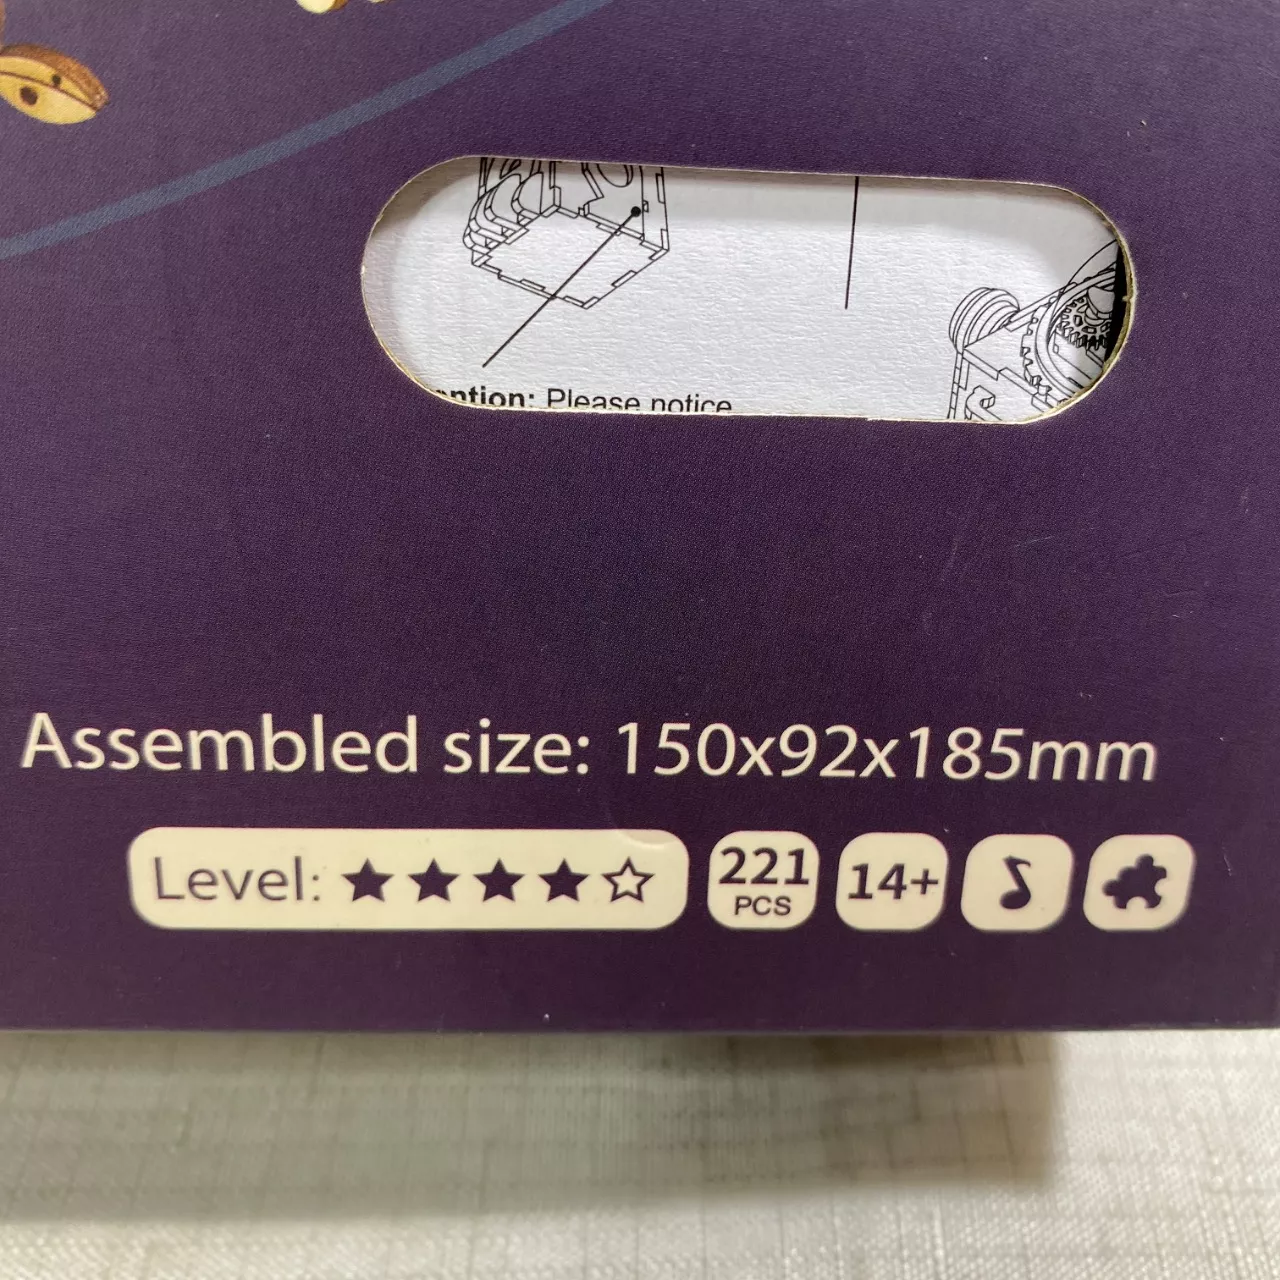 ntion: Please notice
Assembled size: 150x92x185mm
Level: ★★★★☆
221
PCS
14+